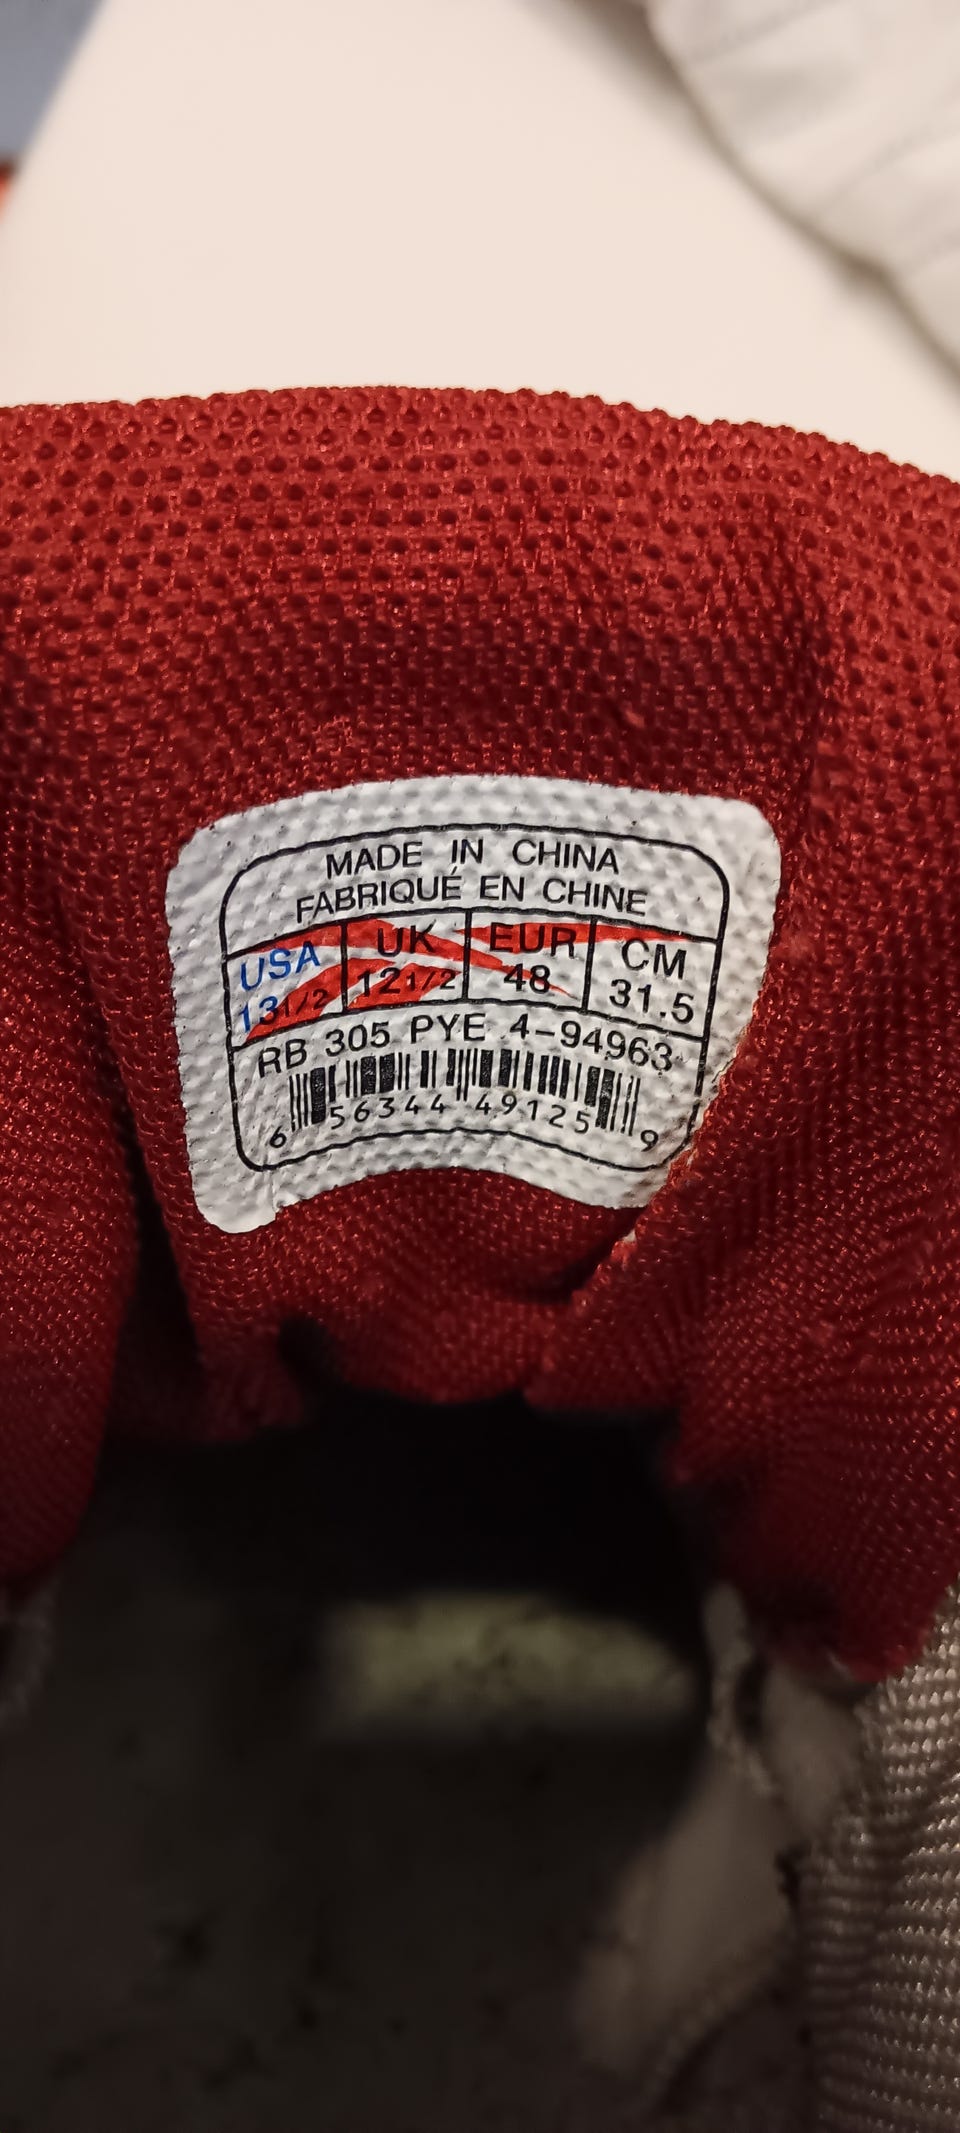 MADE IN CHINA
FABRIQUÉ EN CHINE
USA UK EUR CM
13 1/2 12 1/2 48 31.5
RB 305 PYE 4-94963
6 56344 49125 9